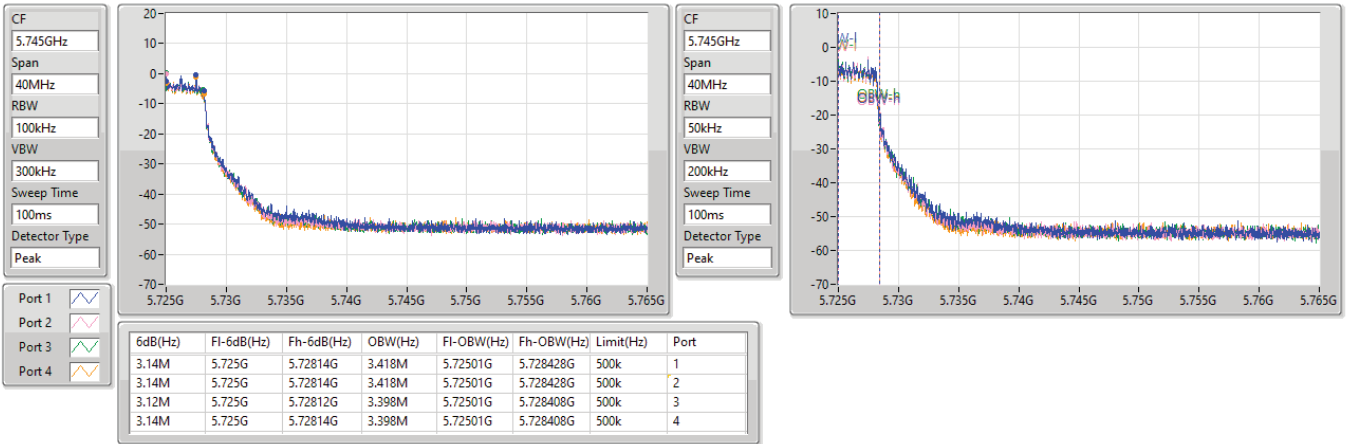 CF
5.745GHz
Span
40MHz
RBW
100kHz
VBW
300kHz
Sweep Time
100ms
Detector Type
Peak
20
10
0
-10
-20
-30
-40
-50
-60
-70
5.725G 5.73G 5.735G 5.74G 5.745G 5.75G 5.755G 5.76G 5.765G
CF
5.745GHz
Span
40MHz
RBW
50kHz
VBW
200kHz
Sweep Time
100ms
Detector Type
Peak
10
0
-10
-20
-30
-40
-50
-60
-70
W-l
OBW-h
5.725G 5.73G 5.735G 5.74G 5.745G 5.75G 5.755G 5.76G 5.765G
Port 1
Port 2
Port 3
Port 4
6dB(Hz) Fl-6dB(Hz) Fh-6dB(Hz) OBW(Hz) Fl-OBW(Hz) Fh-OBW(Hz) Limit(Hz) Port
3.14M 5.725G 5.72814G 3.418M 5.72501G 5.728428G 500k 1
3.14M 5.725G 5.72814G 3.418M 5.72501G 5.728428G 500k 2
3.12M 5.725G 5.72812G 3.398M 5.72501G 5.728408G 500k 3
3.14M 5.725G 5.72814G 3.398M 5.72501G 5.728408G 500k 4